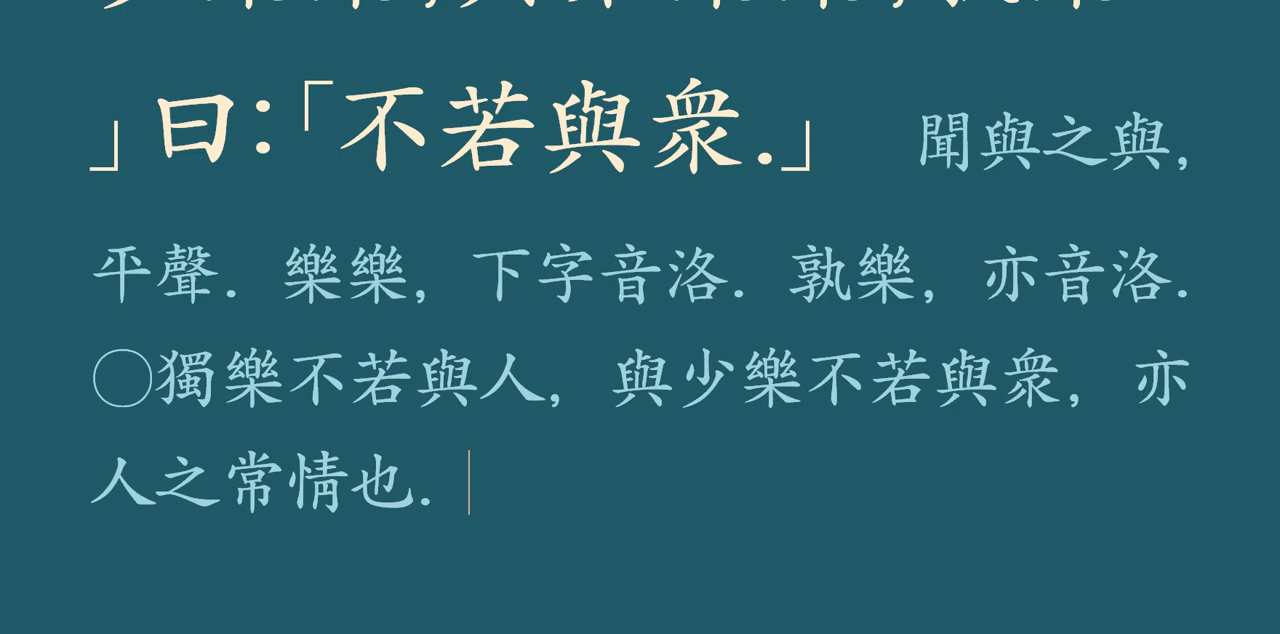 」曰：「不若與衆．」 聞與之與，
平聲．樂樂，下字音洛．孰樂，亦音洛．
◯獨樂不若與人，與少樂不若與衆，亦
人之常情也．